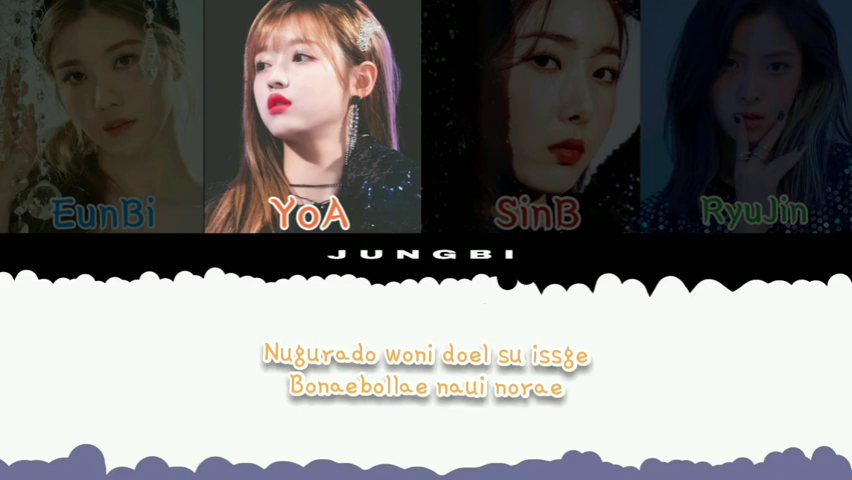 EunBi YoA SinB RyuJin
JUNGBI
Nugurado woni doel su issge
Bonaebollae naui norae